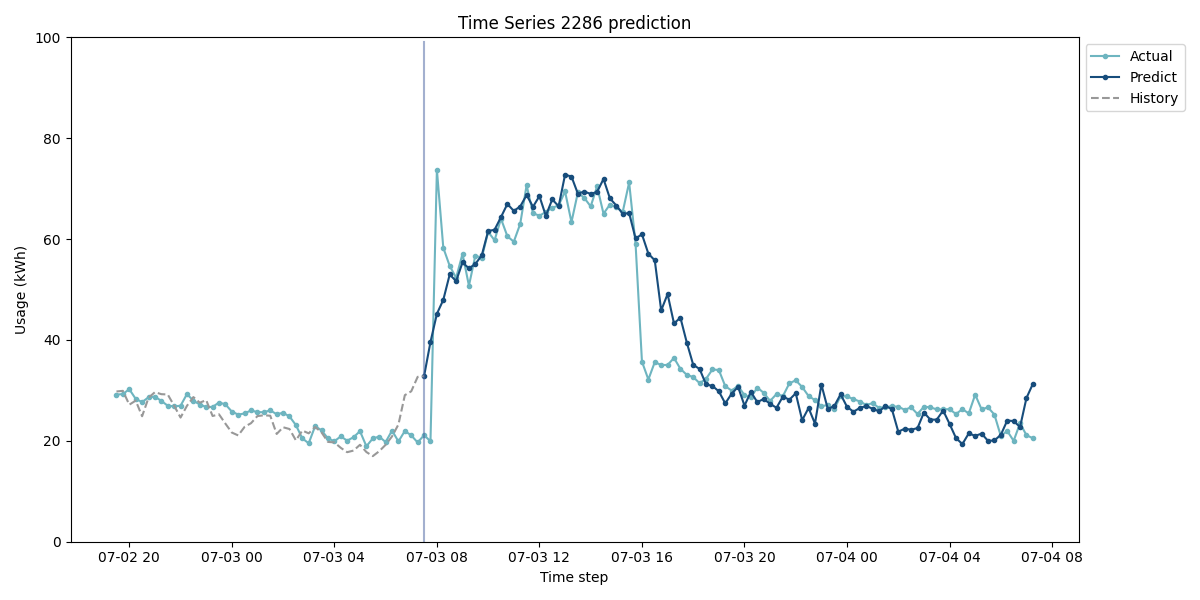 Time Series 2286 prediction
100
80
60
40
20
0
Usage (kWh)
07-02 20
07-03 00
07-03 04
07-03 08
07-03 12
07-03 16
07-03 20
07-04 00
07-04 04
07-04 08
Time step
Actual
Predict
History